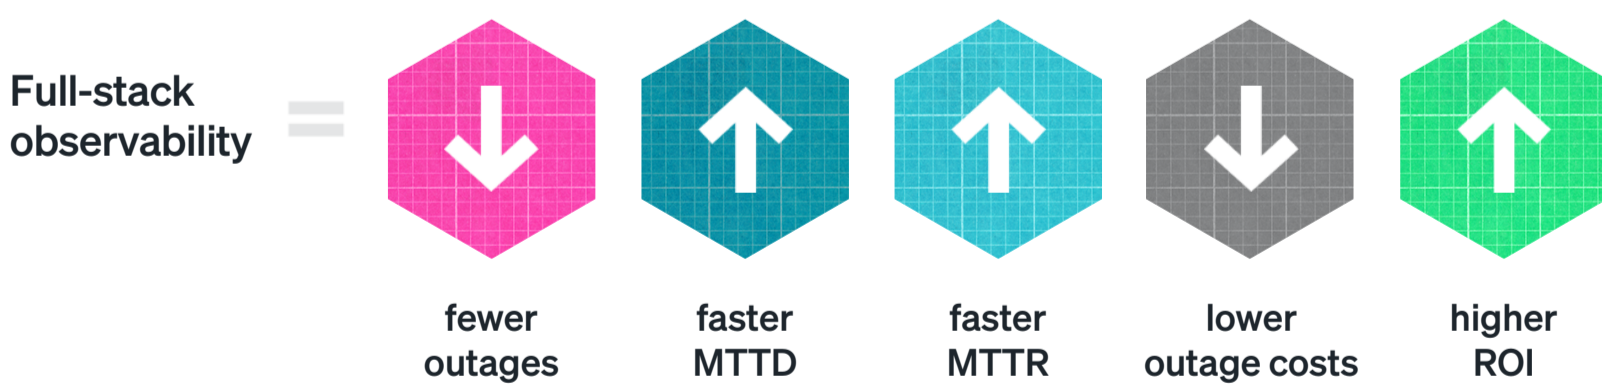 Full-stack
observability
=
fewer
outages
faster
MTTD
faster
MTTR
lower
outage costs
higher
ROI